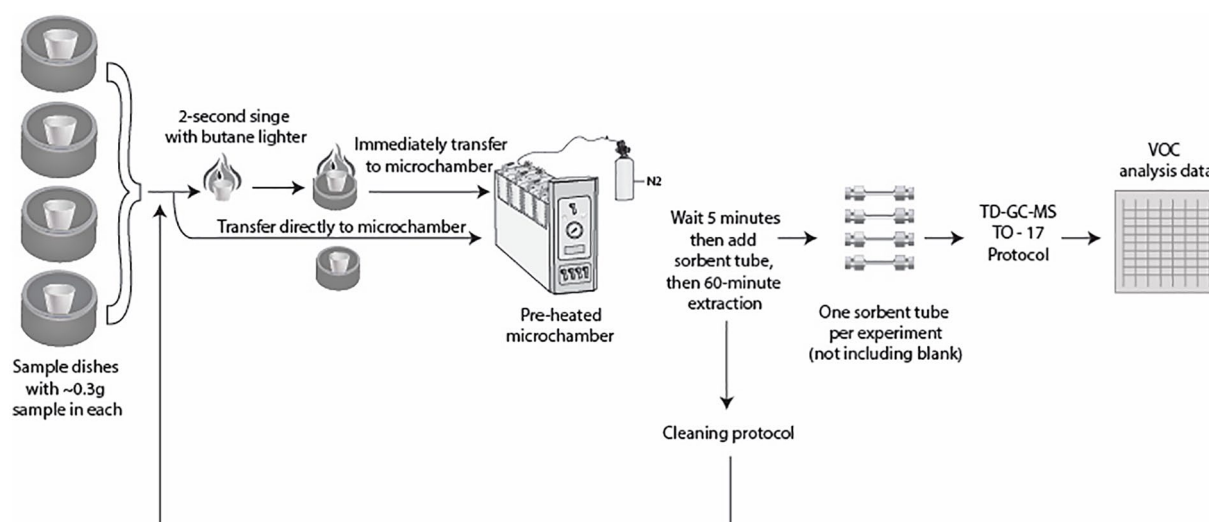 Sample dishes
with ~0.3g
sample in each
2-second singe
with butane lighter
Immediately transfer
to microchamber
Transfer directly to microchamber
N2
Pre-heated
microchamber
Wait 5 minutes
then add
sorbent tube,
then 60-minute
extraction
Cleaning protocol
One sorbent tube
per experiment
(not including blank)
TD-GC-MS
TO - 17
Protocol
VOC
analysis data